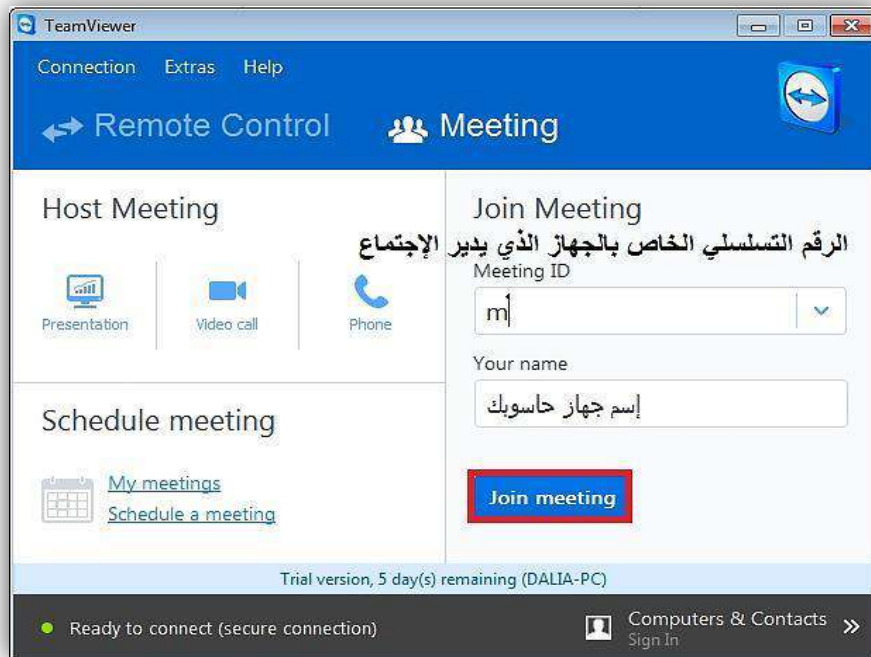 TeamViewer
Connection Extras Help
Remote Control Meeting
Host Meeting
Presentation Video call Phone
Schedule meeting
My meetings
Schedule a meeting
Join Meeting
الرقم التسلسلي الخاص بالجهاز الذي يدير الإجتماع
Meeting ID
m
Your name
إسم جهاز حاسوبك
Join meeting
Trial version, 5 day(s) remaining (DALIA-PC)
Ready to connect (secure connection)
Computers & Contacts
Sign In